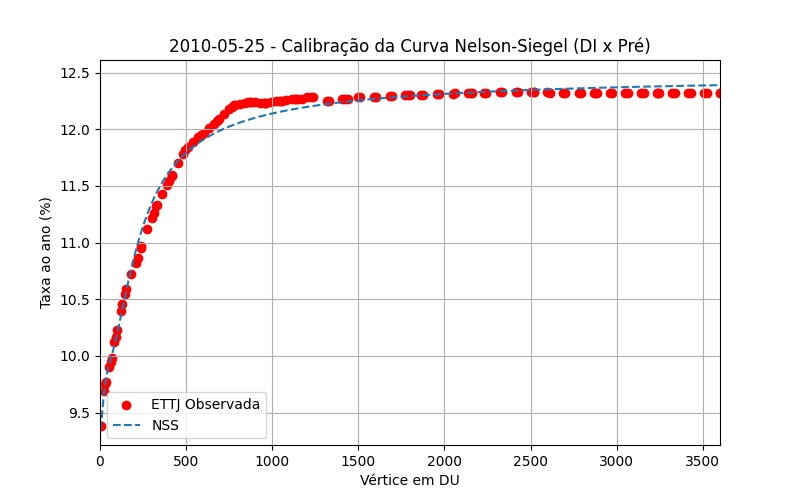 2010-05-25 - Calibração da Curva Nelson-Siegel (DI x Pré)
12.5
12.0
11.5
11.0
10.5
10.0
9.5
Taxa ao ano (%)
ETTJ Observada
NSS
0 500 1000 1500 2000 2500 3000 3500
Vértice em DU